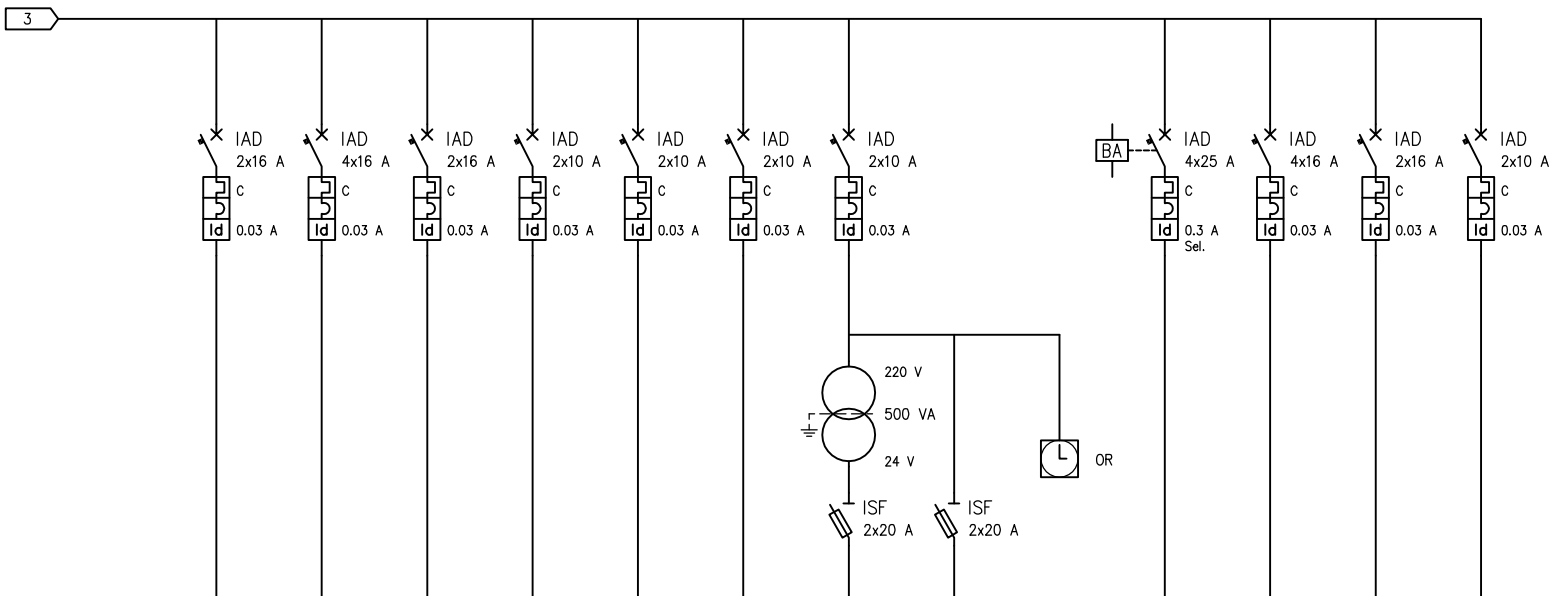 3
IAD
2x16 A
C
Id 0.03 A
IAD
4x16 A
C
Id 0.03 A
IAD
2x16 A
C
Id 0.03 A
IAD
2x10 A
C
Id 0.03 A
IAD
2x10 A
C
Id 0.03 A
IAD
2x10 A
C
Id 0.03 A
IAD
2x10 A
C
Id 0.03 A
220 V
500 VA
24 V
ISF
2x20 A
ISF
2x20 A
OR
BA
IAD
4x25 A
C
Id 0.3 A
Sel.
IAD
4x16 A
C
Id 0.03 A
IAD
2x16 A
C
Id 0.03 A
IAD
2x10 A
C
Id 0.03 A